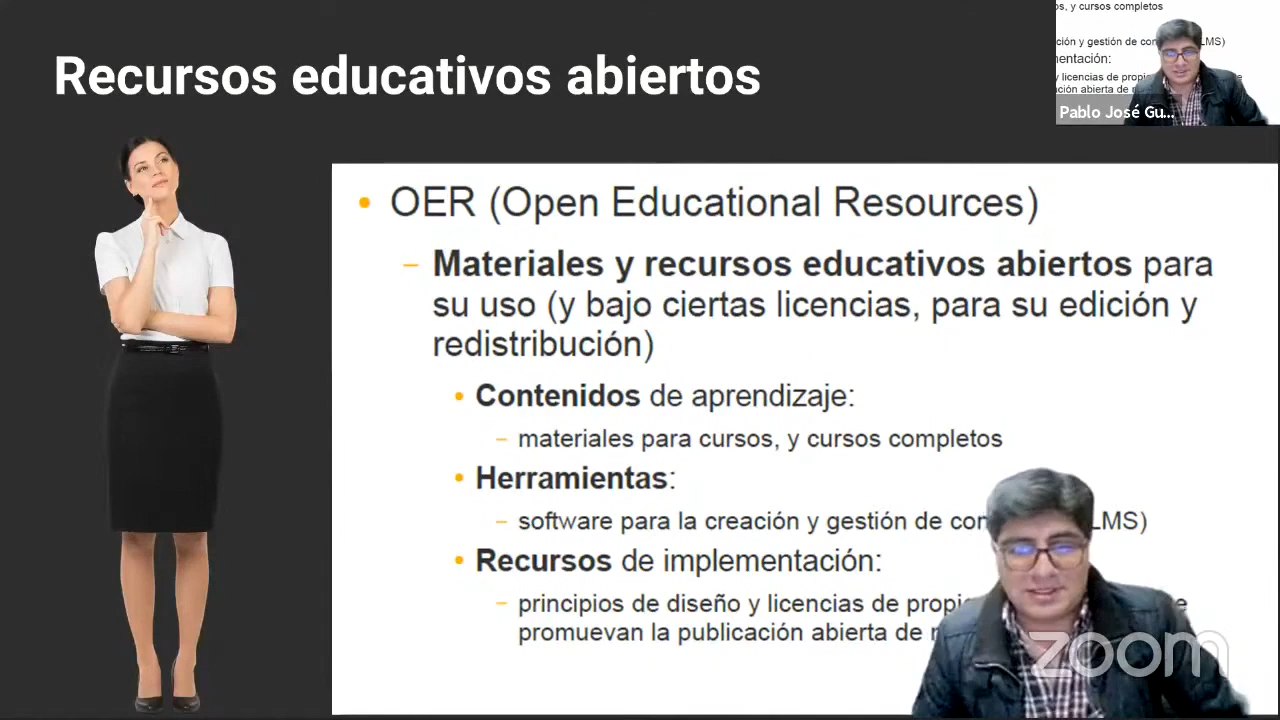 Recursos educativos abiertos
os, y cursos completos
ción y gestión de con LMS)
mentación:
y licencias de propi e
ación abierta de
Pablo José Gu...
• OER (Open Educational Resources)
– Materiales y recursos educativos abiertos para
su uso (y bajo ciertas licencias, para su edición y
redistribución)
• Contenidos de aprendizaje:
– materiales para cursos, y cursos completos
• Herramientas:
– software para la creación y gestión de con LMS)
• Recursos de implementación:
– principios de diseño y licencias de propi e
promuevan la publicación abierta de
zoom